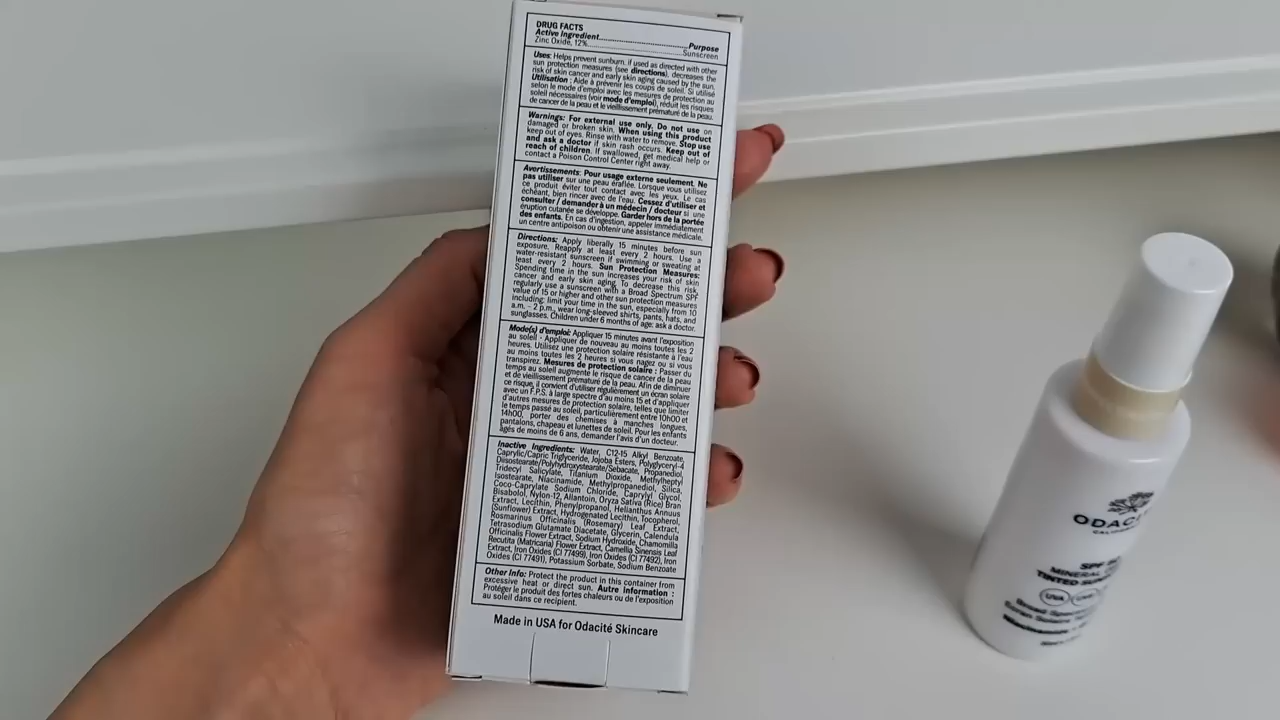 DRUG FACTS
Active Ingredient.................................Purpose
Zinc Oxide, 12%.................................Sunscreen
Uses: Helps prevent sunburn, if used as directed with other
sun protection measures (see directions), decreases the
risk of skin cancer and early skin aging caused by the sun.
Utilisation : Aide à prévenir les coups de soleil. Si utilisé
selon le mode d'emploi avec les mesures de protection au
soleil nécessaires (voir mode d'emploi), réduit les risques
de cancer de la peau et le vieillissement prématuré de la peau.
Warnings: For external use only. Do not use on
damaged or broken skin. When using this product
keep out of eyes. Rinse with water to remove. Stop use
and ask a doctor if skin rash occurs. Keep out of
reach of children. If swallowed, get medical help or
contact a Poison Control Center right away.
Avertissements: Pour usage externe seulement. Ne
pas utiliser sur une peau éraflée. Lorsque vous utilisez
ce produit éviter tout contact avec les yeux. Le cas
échéant, bien rincer avec de l'eau. Cessez d'utiliser et
consulter / demander à un médecin / docteur si une
éruption cutanée se développe. Garder hors de la portée
des enfants. En cas d'ingestion, appeler immédiatement
un centre antipoison ou obtenir une assistance médicale.
Directions: Apply liberally 15 minutes before sun
exposure. Reapply at least every 2 hours. Use a
water-resistant sunscreen if swimming or sweating at
least every 2 hours. Sun Protection Measures:
Spending time in the sun increases your risk of skin
cancer and early skin aging. To decrease this risk,
regularly use a sunscreen with a Broad Spectrum SPF
value of 15 or higher and other sun protection measures
including: limit your time in the sun, especially from 10
a.m. - 2 p.m., wear long-sleeved shirts, pants, hats, and
sunglasses. Children under 6 months of age: ask a doctor.
Mode(s) d'emploi: Appliquer 15 minutes avant l'exposition
au soleil - Appliquer de nouveau au moins toutes les 2
heures. Utilisez une protection solaire résistante à l'eau
au moins toutes les 2 heures si vous nagez ou si vous
transpirez. Mesures de protection solaire : Passer du
temps au soleil augmente le risque de cancer de la peau
et de vieillissement prématuré de la peau. Afin de diminuer
ce risque, il convient d'utiliser régulièrement un écran solaire
avec un F.P.S. à large spectre d'au moins 15 et d'appliquer
d'autres mesures de protection solaire, telles que limiter
le temps passé au soleil, particulièrement entre 10h00 et
14h00, porter des chemises à manches longues,
pantalons, chapeau et lunettes de soleil. Pour les enfants
âgés de moins de 6 ans, demander l'avis d'un docteur.
Inactive Ingredients: Water, C12-15 Alkyl Benzoate,
Caprylic/Capric Triglyceride, Jojoba Esters, Polyglyceryl-4
Diisostearate/Polyhydroxystearate/Sebacate, Propanediol,
Tridecyl Salicylate, Titanium Dioxide, Methylheptyl
Isostearate, Niacinamide, Methylpropanediol, Silica,
Coco-Caprylate Sodium Chloride, Caprylyl Glycol,
Bisabolol, Nylon-12, Allantoin, Oryza Sativa (Rice) Bran
Extract, Lecithin, Phenylpropanol, Helianthus Annuus
(Sunflower) Extract, Hydrogenated Lecithin, Tocopherol,
Rosmarinus Officinalis (Rosemary) Leaf Extract,
Tetrasodium Glutamate Diacetate, Glycerin, Calendula
Officinalis Flower Extract, Sodium Hydroxide, Chamomilla
Recutita (Matricaria) Flower Extract, Camellia Sinensis Leaf
Extract, Iron Oxides (CI 77499), Iron Oxides (CI 77492), Iron
Oxides (CI 77491), Potassium Sorbate, Sodium Benzoate
Other Info: Protect the product in this container from
excessive heat or direct sun. Autre Information :
Protéger le produit des fortes chaleurs ou de l'exposition
au soleil dans ce récipient.
Made in USA for Odacité Skincare
ODAC
SPF
MINERAL
TINTED
UVA